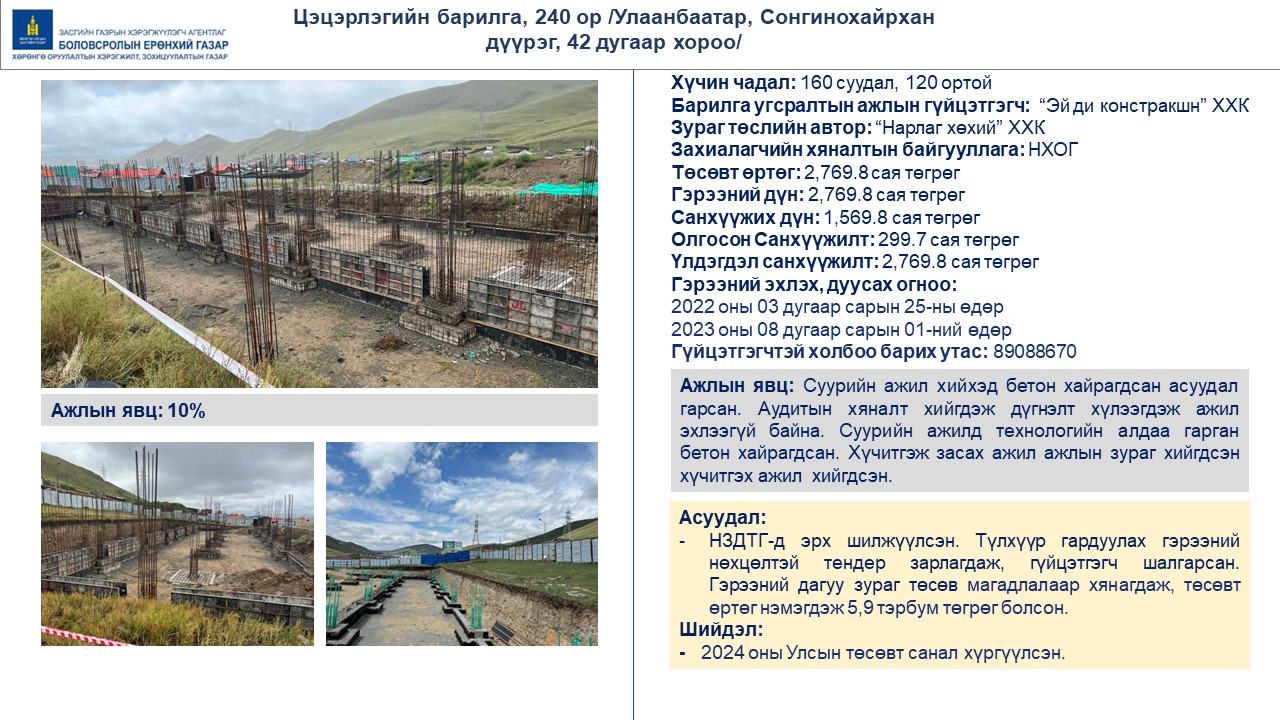 ЗАСГИЙН ГАЗРЫН ХЭРЭГЖҮҮЛЭГЧ АГЕНТЛАГ
БОЛОВСРОЛЫН ЕРӨНХИЙ ГАЗАР
ХӨРӨНГӨ ОРУУЛАЛТЫН ХЭРЭГЖИЛТ, ЗОХИЦУУЛАЛТЫН ГАЗАР
Цэцэрлэгийн барилга, 240 ор /Улаанбаатар, Сонгинохайрхан
дүүрэг, 42 дугаар хороо/
Ажлын явц: 10%
Хүчин чадал: 160 суудал, 120 ортой
Барилга угсралтын ажлын гүйцэтгэгч: “Эй ди констракшн” ХХК
Зураг төслийн автор: “Нарлаг хөхий” ХХК
Захиалагчийн хяналтын байгууллага: НХОГ
Төсөвт өртөг: 2,769.8 сая төгрөг
Гэрээний дүн: 2,769.8 сая төгрөг
Санхүүжих дүн: 1,569.8 сая төгрөг
Олгосон Санхүүжилт: 299.7 сая төгрөг
Үлдэгдэл санхүүжилт: 2,769.8 сая төгрөг
Гэрээний эхлэх, дуусах огноо:
2022 оны 03 дугаар сарын 25-ны өдөр
2023 оны 08 дугаар сарын 01-ний өдөр
Гүйцэтгэгчтэй холбоо барих утас: 89088670
Ажлын явц: Суурийн ажил хийхэд бетон хайрагдсан асуудал
гарсан. Аудитын хяналт хийгдэж дүгнэлт хүлээгдэж ажил
эхлээгүй байна. Суурийн ажилд технологийн алдаа гарган
бетон хайрагдсан. Хүчитгэж засах ажил ажлын зураг хийгдсэн
хүчитгэх ажил хийгдсэн.
Асуудал:
- НЗДТГ-д эрх шилжүүлсэн. Түлхүүр гардуулах гэрээний
нөхцөлтэй тендер зарлагдаж, гүйцэтгэгч шалгарсан.
Гэрээний дагуу зураг төсөв магадлалаар хянагдаж, төсөвт
өртөг нэмэгдэж 5,9 тэрбум төгрөг болсон.
Шийдэл:
- 2024 оны Улсын төсөвт санал хүргүүлсэн.